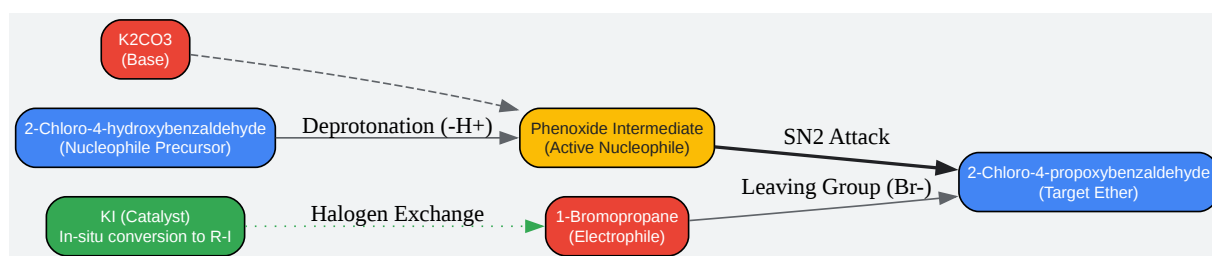 K2CO3
(Base)
2-Chloro-4-hydroxybenzaldehyde
(Nucleophile Precursor)
Deprotonation (-H+)
Phenoxide Intermediate
(Active Nucleophile)
SN2 Attack
2-Chloro-4-propoxybenzaldehyde
(Target Ether)
Leaving Group (Br-)
KI (Catalyst)
In-situ conversion to R-I
Halogen Exchange
1-Bromopropane
(Electrophile)